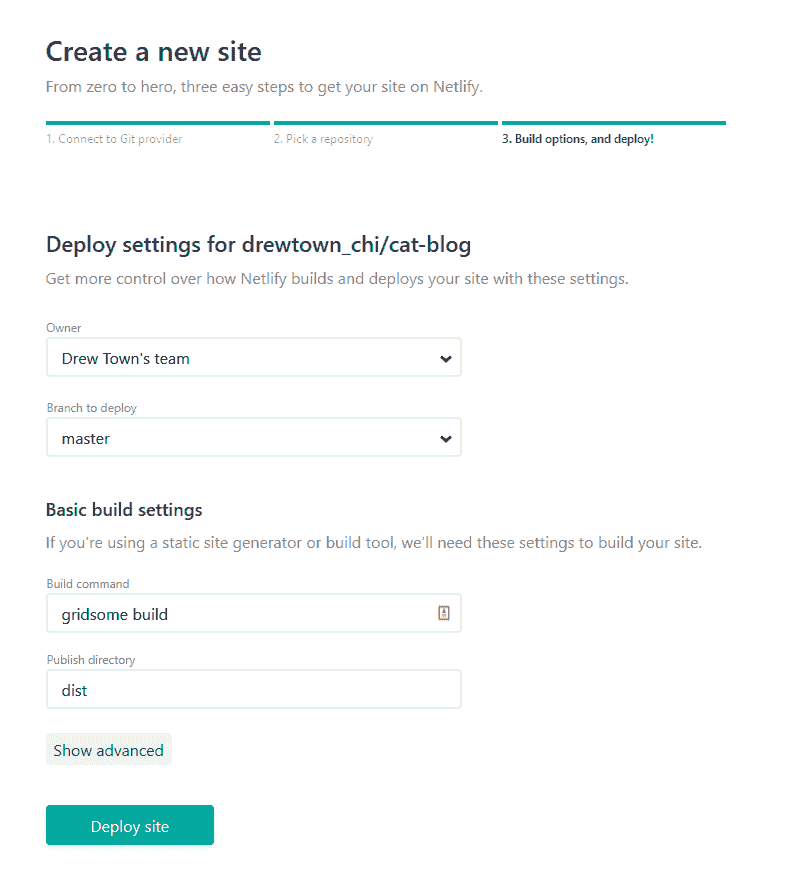 Create a new site
From zero to hero, three easy steps to get your site on Netlify.
1. Connect to Git provider
2. Pick a repository
3. Build options, and deploy!
Deploy settings for drewtown_chi/cat-blog
Get more control over how Netlify builds and deploys your site with these settings.
Owner
Drew Town's team
Branch to deploy
master
Basic build settings
If you're using a static site generator or build tool, we'll need these settings to build your site.
Build command
gridsome build
Publish directory
dist
Show advanced
Deploy site